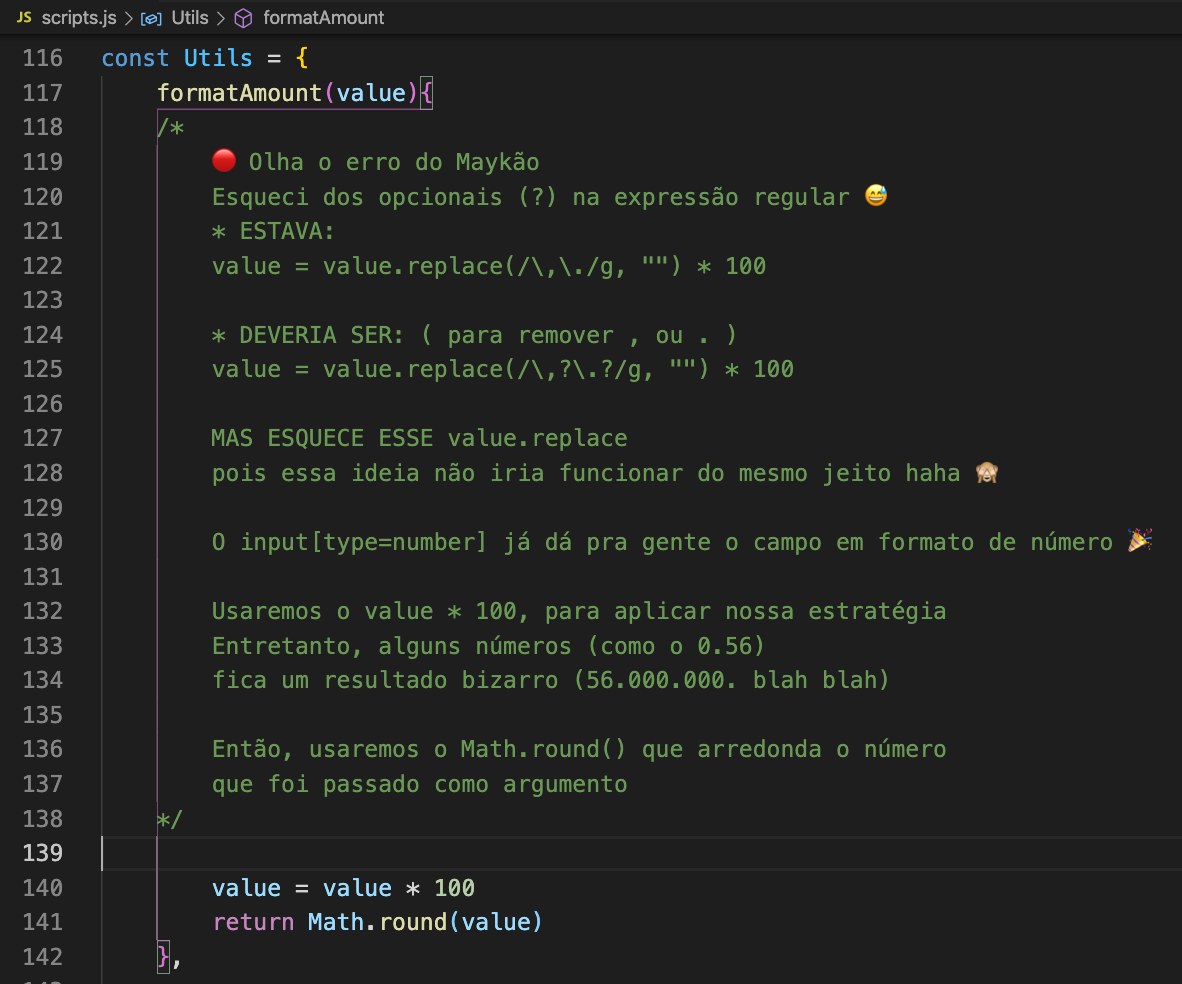 JS scripts.js > Utils > formatAmount
116 const Utils = {
117 formatAmount(value){
118 /*
119 🔴 Olha o erro do Maykão
120 Esqueci dos opcionais (?) na expressão regular 😅
121 * ESTAVA:
122 value = value.replace(/\,\./g, "") * 100
123
124 * DEVERIA SER: ( para remover , ou . )
125 value = value.replace(/\,?\.?/g, "") * 100
126
127 MAS ESQUECE ESSE value.replace
128 pois essa ideia não iria funcionar do mesmo jeito haha 🙈
129
130 O input[type=number] já dá pra gente o campo em formato de número 🎉
131
132 Usaremos o value * 100, para aplicar nossa estratégia
133 Entretanto, alguns números (como o 0.56)
134 fica um resultado bizarro (56.000.000. blah blah)
135
136 Então, usaremos o Math.round() que arredonda o número
137 que foi passado como argumento
138 */
139
140 value = value * 100
141 return Math.round(value)
142 },